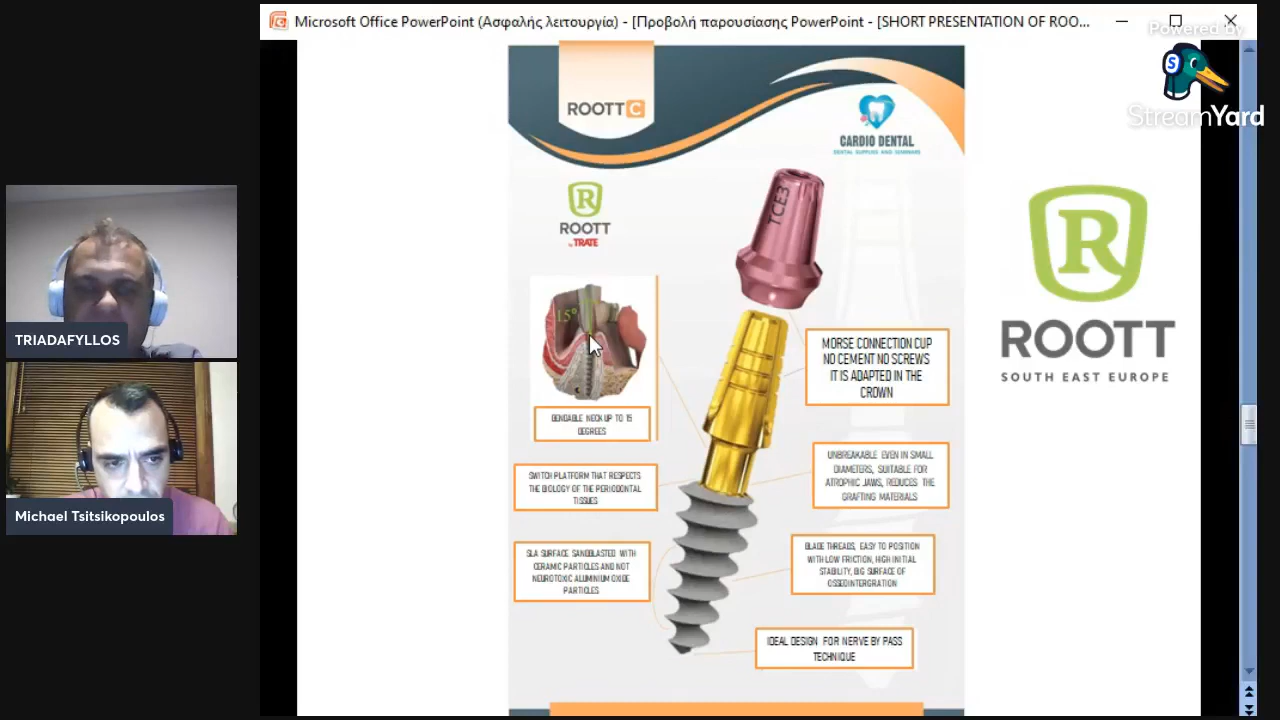 Microsoft Office PowerPoint (Ασφαλής λειτουργία) - [Προβολή παρουσίασης PowerPoint - [SHORT PRESENTATION OF ROO...
Powered by
StreamYard
ROOTT C
CARDIO DENTAL
DENTAL SUPPLIES AND SEMINARS
R
ROOTT
by TRATE
TCE3
R
ROOTT
SOUTH EAST EUROPE
15°
BENDABLE NECK UP TO 15
DEGREES
MORSE CONNECTION CUP
NO CEMENT NO SCREWS
IT IS ADAPTED IN THE
CROWN
SWITCH PLATFORM THAT RESPECTS
THE BIOLOGY OF THE PERIODONTAL
TISSUES
UNBREAKABLE EVEN IN SMALL
DIAMETERS, SUITABLE FOR
ATROPHIC JAWS, REDUCES THE
GRAFTING MATERIALS
SLA SURFACE SANDBLASTED WITH
CERAMIC PARTICLES AND NOT
NEUROTOXIC ALUMINIUM OXIDE
PARTICLES
BLADE THREADS, EASY TO POSITION
WITH LOW FRICTION, HIGH INITIAL
STABILITY, BIG SURFACE OF
OSSEOINTERGRATION
IDEAL DESIGN FOR NERVE BY PASS
TECHNIQUE
TRIADAFYLLOS
Michael Tsitsikopoulos